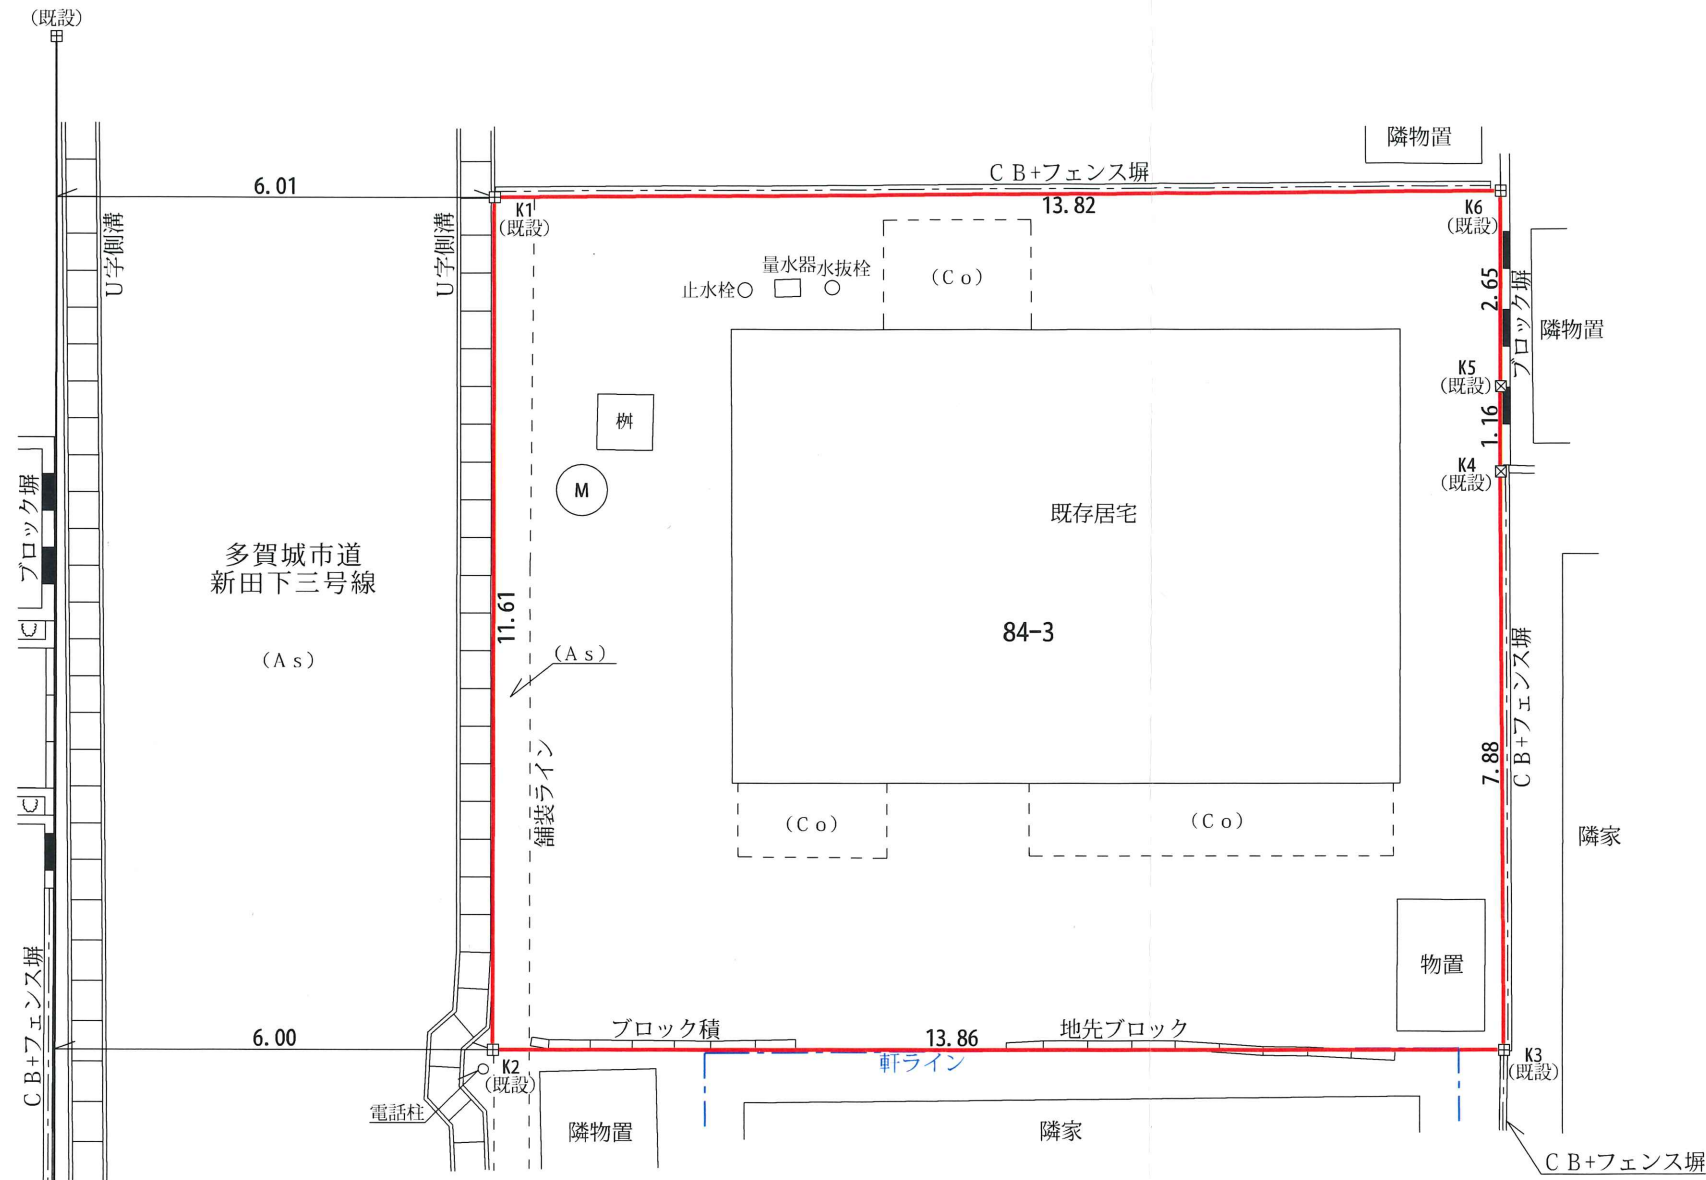 (既設)
隣物置
ＣＢ+フェンス塀
6.01
13.82
K1
(既設)
K6
(既設)
U字側溝
U字側溝
量水器
水抜栓
止水栓
(Co)
2.65
ブロック塀
隣物置
K5
(既設)
1.16
K4
(既設)
桝
M
既存居宅
ブロック塀
多賀城市道
新田下三号線
(As)
11.61
(As)
84-3
舗装ライン
7.88
ＣＢ+フェンス塀
(Co)
(Co)
隣家
物置
ＣＢ+フェンス塀
6.00
ブロック積
13.86
地先ブロック
軒ライン
K2
(既設)
K3
(既設)
電話柱
隣物置
隣家
ＣＢ+フェンス塀